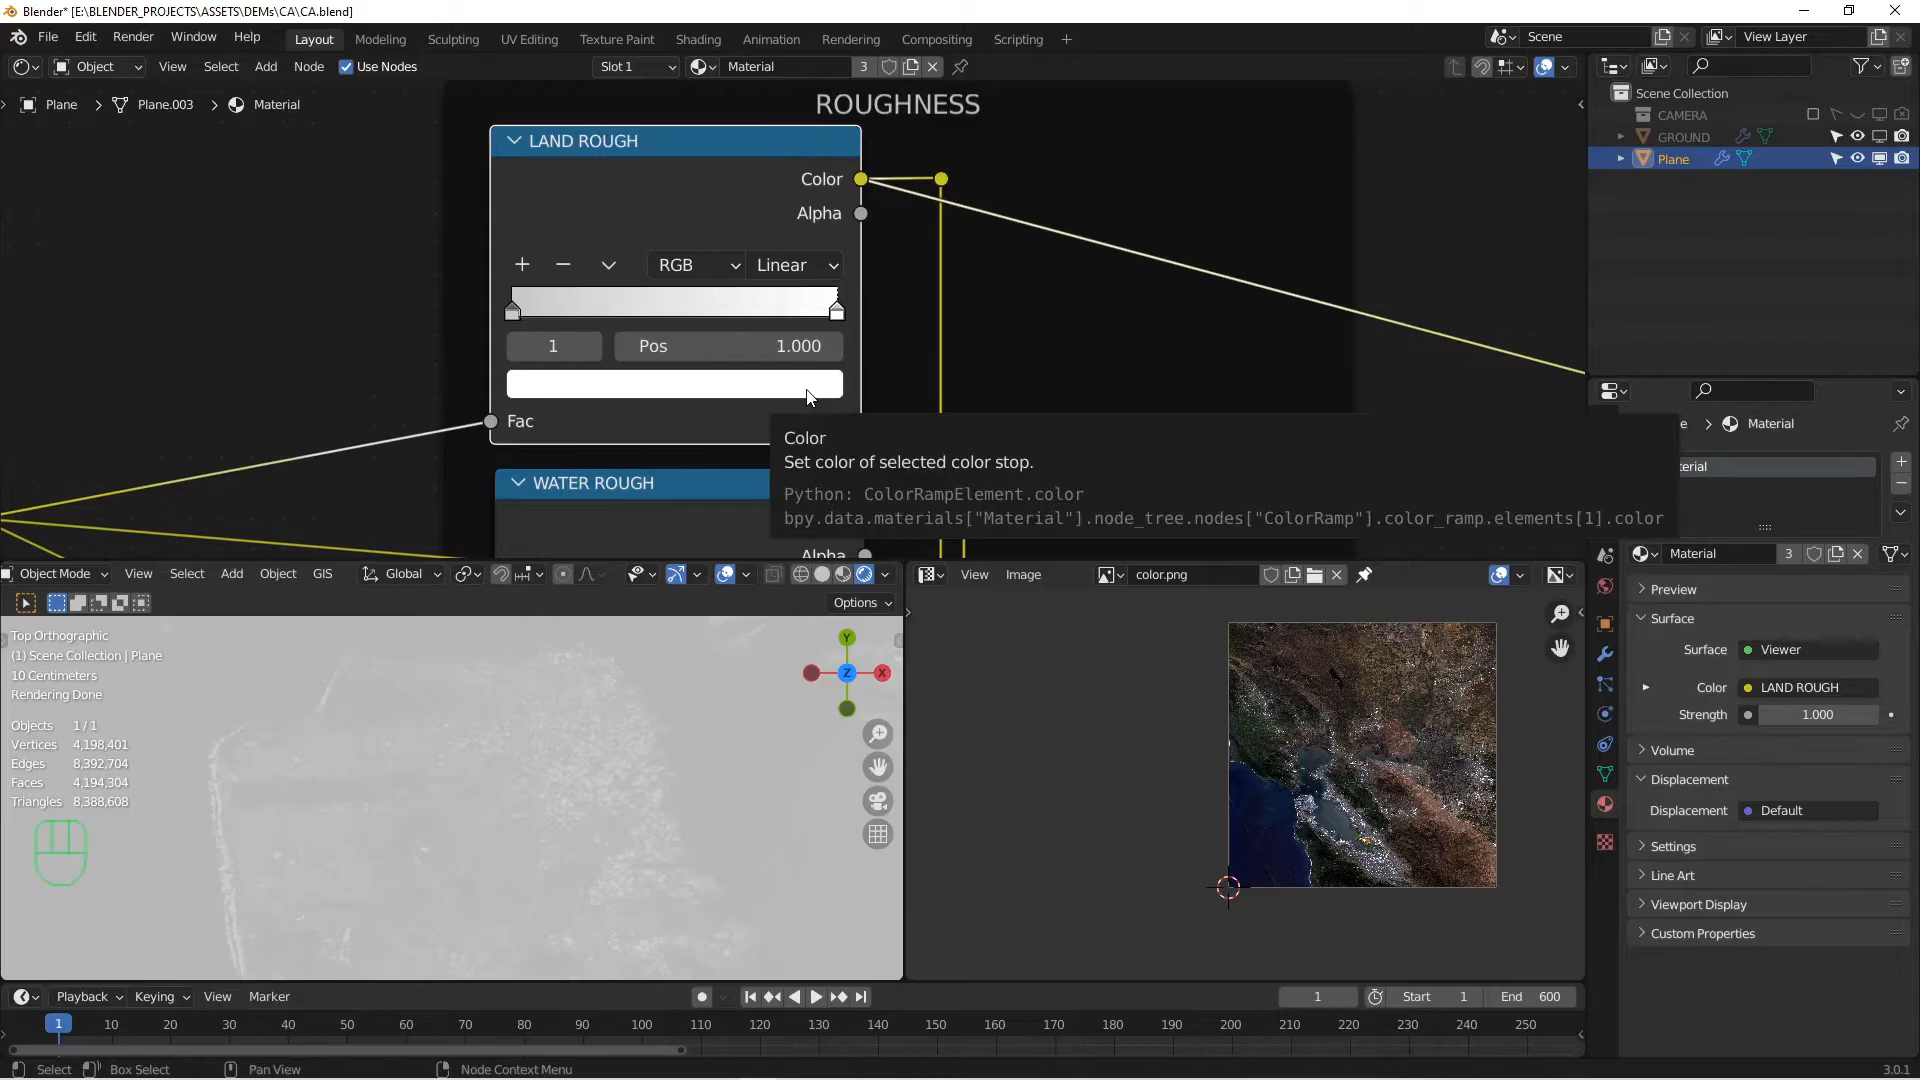 Blender* [E:\BLENDER_PROJECTS\ASSETS\DEMs\CA\CA.blend]
File Edit Render Window Help
Layout Modeling Sculpting UV Editing Texture Paint Shading Animation Rendering Compositing Scripting
Scene
View Layer
Object View Select Add Node Use Nodes
Slot 1
Material 3
Plane Plane.003 Material
ROUGHNESS
LAND ROUGH
Color
Alpha
RGB Linear
1 Pos 1.000
Fac
Color
Set color of selected color stop.
Python: ColorRampElement.color
bpy.data.materials["Material"].node_tree.nodes["ColorRamp"].color_ramp.elements[1].color
WATER ROUGH
Alpha
Scene Collection
CAMERA
GROUND
Plane
e Material
terial
Material 3
Preview
Surface
Surface Viewer
Color LAND ROUGH
Strength 1.000
Volume
Displacement
Displacement Default
Settings
Line Art
Viewport Display
Custom Properties
Object Mode View Select Add Object GIS Global
Options
Top Orthographic
(1) Scene Collection | Plane
10 Centimeters
Rendering Done
Objects 1 / 1
Vertices 4,198,401
Edges 8,392,704
Faces 4,194,304
Triangles 8,388,608
Y
Z
X
View Image color.png
Playback Keying View Marker
1 Start 1 End 600
1 10 20 30 40 50 60 70 80 90 100 110 120 130 140 150 160 170 180 190 200 210 220 230 240 250
Select Box Select Pan View Node Context Menu
3.0.1